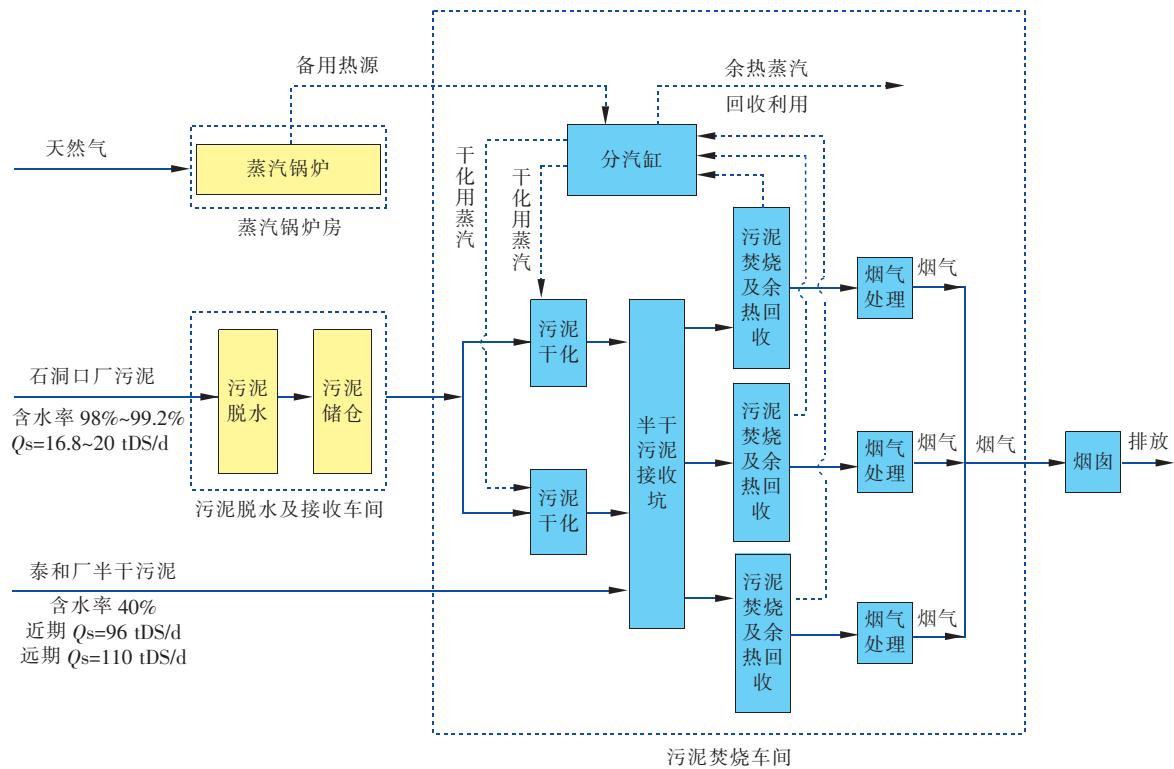 备用热源
余热蒸汽
回收利用
天然气
蒸汽锅炉
蒸汽锅炉房
分汽缸
干化用蒸汽
干化用蒸汽
污泥
焚烧
及余
热回
收
烟气
处理
烟气
石洞口厂污泥
含水率 98%~99.2%
Qs=16.8~20 tDS/d
污泥
脱水
污泥
储仓
污泥脱水及接收车间
污泥
干化
污泥
干化
半干
污泥
接收
坑
污泥
焚烧
及余
热回
收
烟气
处理
烟气
烟气
烟囱
排放
泰和厂半干污泥
含水率 40%
近期 Qs=96 tDS/d
远期 Qs=110 tDS/d
污泥
焚烧
及余
热回
收
烟气
处理
烟气
污泥焚烧车间